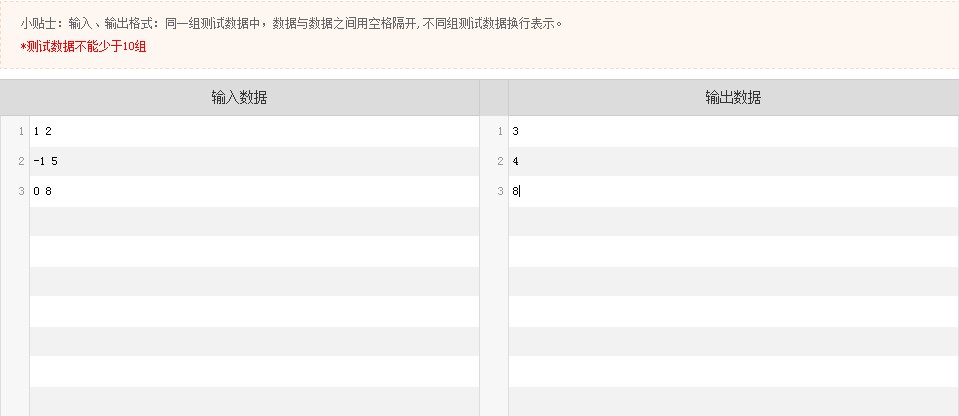 小贴士：输入、输出格式：同一组测试数据中，数据与数据之间用空格隔开,不同组测试数据换行表示。
*测试数据不能少于10组
输入数据 输出数据
1 1 2 1 3
2 -1 5 2 4
3 0 8 3 8